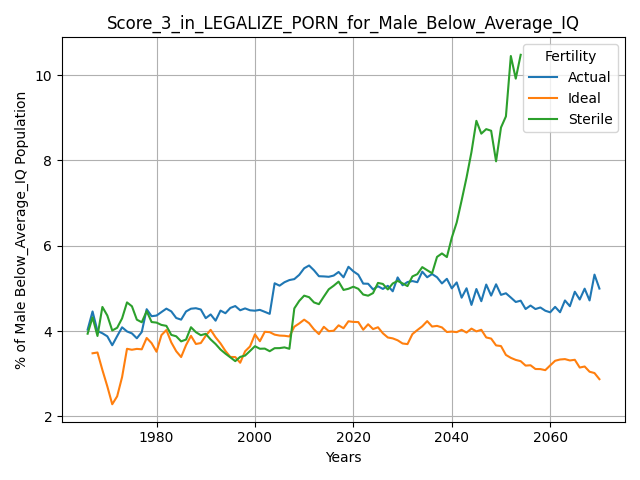 Score_3_in_LEGALIZE_PORN_for_Male_Below_Average_IQ
% of Male Below_Average_IQ Population
10
8
6
4
2
Fertility
Actual
Ideal
Sterile
1980 2000 2020 2040 2060
Years